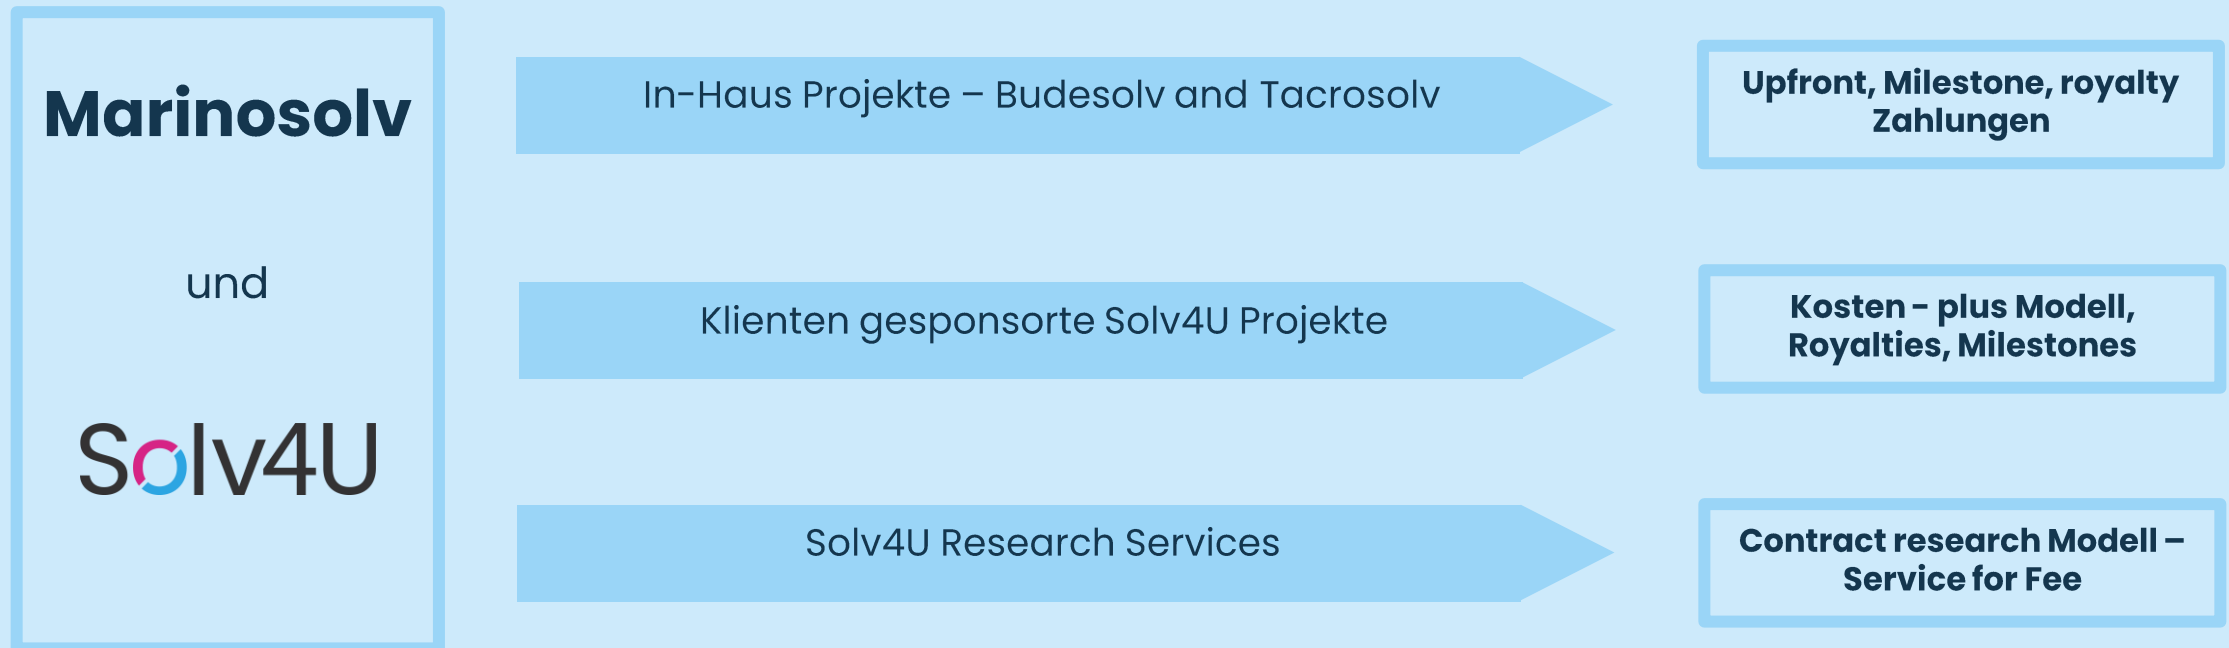 Marinosolv
und
Solv4U
In-Haus Projekte – Budesolv and Tacrosolv
Upfront, Milestone, royalty
Zahlungen
Klienten gesponsorte Solv4U Projekte
Kosten - plus Modell,
Royalties, Milestones
Solv4U Research Services
Contract research Modell –
Service for Fee